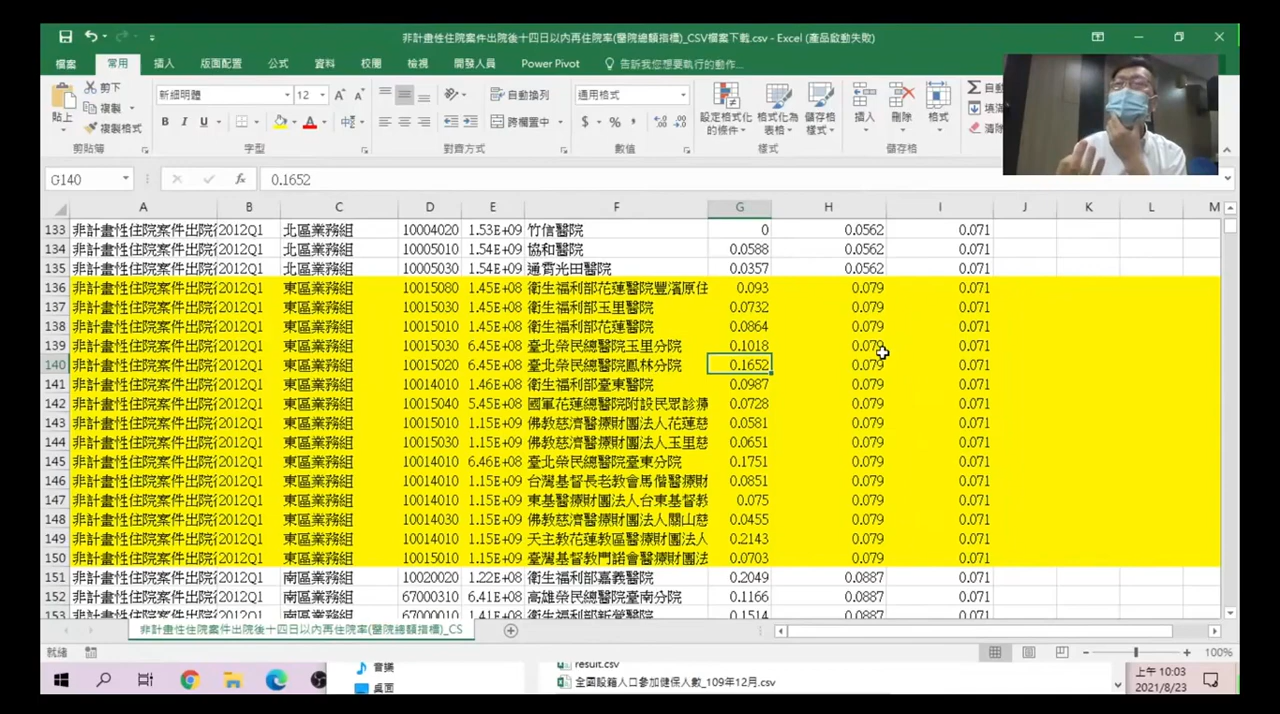 非計畫性住院案件出院後十四日以內再住院率(醫院總額指標)_CSV檔案下載.csv - Excel (產品啟動失敗)
檔案 常用 插入 版面配置 公式 資料 校閱 檢視 開發人員 Power Pivot 告訴我您想要執行的動作...
貼上 剪下 複製 複製格式 剪貼簿
新細明體 12 B I U 字型
自動換列 跨欄置中 對齊方式
通用格式 $ % 數值
設定格式化的條件 格式化為表格 儲存格樣式 樣式
插入 刪除 格式 儲存格
Σ 自動 填滿 清除
G140 fx 0.1652
A B C D E F G H I J K L M
133 非計畫性住院案件出院 2012Q1 北區業務組 10004020 1.53E+09 竹信醫院 0 0.0562 0.071
134 非計畫性住院案件出院 2012Q1 北區業務組 10005010 1.54E+09 協和醫院 0.0588 0.0562 0.071
135 非計畫性住院案件出院 2012Q1 北區業務組 10005030 1.54E+09 通霄光田醫院 0.0357 0.0562 0.071
136 非計畫性住院案件出院 2012Q1 東區業務組 10015080 1.45E+08 衛生福利部花蓮醫院豐濱原住 0.093 0.079 0.071
137 非計畫性住院案件出院 2012Q1 東區業務組 10015030 1.45E+08 衛生福利部玉里醫院 0.0732 0.079 0.071
138 非計畫性住院案件出院 2012Q1 東區業務組 10015010 1.45E+08 衛生福利部花蓮醫院 0.0864 0.079 0.071
139 非計畫性住院案件出院 2012Q1 東區業務組 10015030 6.45E+08 臺北榮民總醫院玉里分院 0.1018 0.079 0.071
140 非計畫性住院案件出院 2012Q1 東區業務組 10015020 6.45E+08 臺北榮民總醫院鳳林分院 0.1652 0.079 0.071
141 非計畫性住院案件出院 2012Q1 東區業務組 10014010 1.46E+08 衛生福利部臺東醫院 0.0987 0.079 0.071
142 非計畫性住院案件出院 2012Q1 東區業務組 10015040 5.45E+08 國軍花蓮總醫院附設民眾診療 0.0728 0.079 0.071
143 非計畫性住院案件出院 2012Q1 東區業務組 10015010 1.15E+09 佛教慈濟醫療財團法人花蓮慈 0.0581 0.079 0.071
144 非計畫性住院案件出院 2012Q1 東區業務組 10015030 1.15E+09 佛教慈濟醫療財團法人玉里慈 0.0651 0.079 0.071
145 非計畫性住院案件出院 2012Q1 東區業務組 10014010 6.46E+08 臺北榮民總醫院臺東分院 0.1751 0.079 0.071
146 非計畫性住院案件出院 2012Q1 東區業務組 10014010 1.15E+09 台灣基督長老教會馬偕醫療財 0.0851 0.079 0.071
147 非計畫性住院案件出院 2012Q1 東區業務組 10014010 1.15E+09 東基醫療財團法人台東基督教 0.075 0.079 0.071
148 非計畫性住院案件出院 2012Q1 東區業務組 10014030 1.15E+09 佛教慈濟醫療財團法人關山慈 0.0455 0.079 0.071
149 非計畫性住院案件出院 2012Q1 東區業務組 10014010 1.15E+09 天主教花蓮教區醫療財團法人 0.2143 0.079 0.071
150 非計畫性住院案件出院 2012Q1 東區業務組 10015010 1.15E+09 臺灣基督教門諾會醫療財團法 0.0703 0.079 0.071
151 非計畫性住院案件出院 2012Q1 南區業務組 10020020 1.22E+08 衛生福利部嘉義醫院 0.2049 0.0887 0.071
152 非計畫性住院案件出院 2012Q1 南區業務組 67000310 6.41E+08 高雄榮民總醫院臺南分院 0.1166 0.0887 0.071
153 非計畫性住院案件出院 2012Q1 南區業務組 67000010 1.41E+08 衛生福利部新營醫院 0.1514 0.0887 0.071
非計畫性住院案件出院後十四日以內再住院率(醫院總額指標)_CS
就緒 100%
音樂 result.csv
桌面 全國設籍人口參加健保人數_109年12月.csv
上午 10:03
2021/8/23